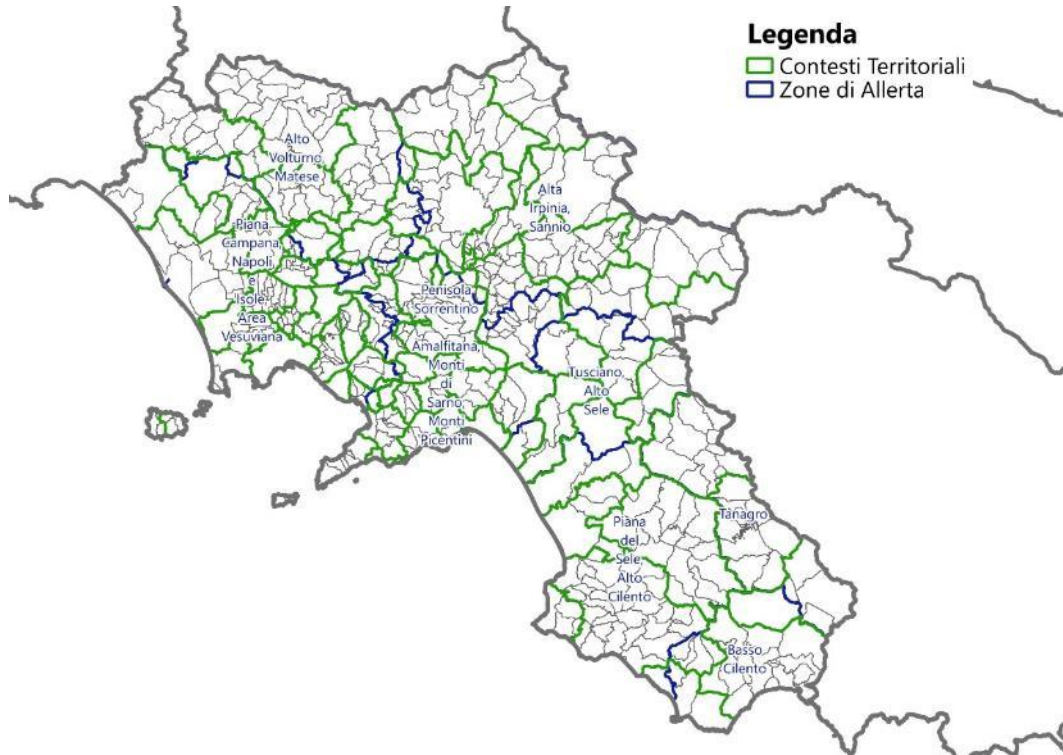 Legenda
Contesti Territoriali
Zone di Allerta
Alto
Volturno,
Matese
Alta
Irpinia,
Sannio
Piana
Campana,
Napoli
e
Isole,
Area
Vesuviana
Penisola
Sorrentino
Amalfitana,
Monti
di
Sarno,
Monti
Picentini
Tusciano,
Alto
Sele
Tanagro
Piana
del
Sele,
Alto
Cilento
Basso
Cilento